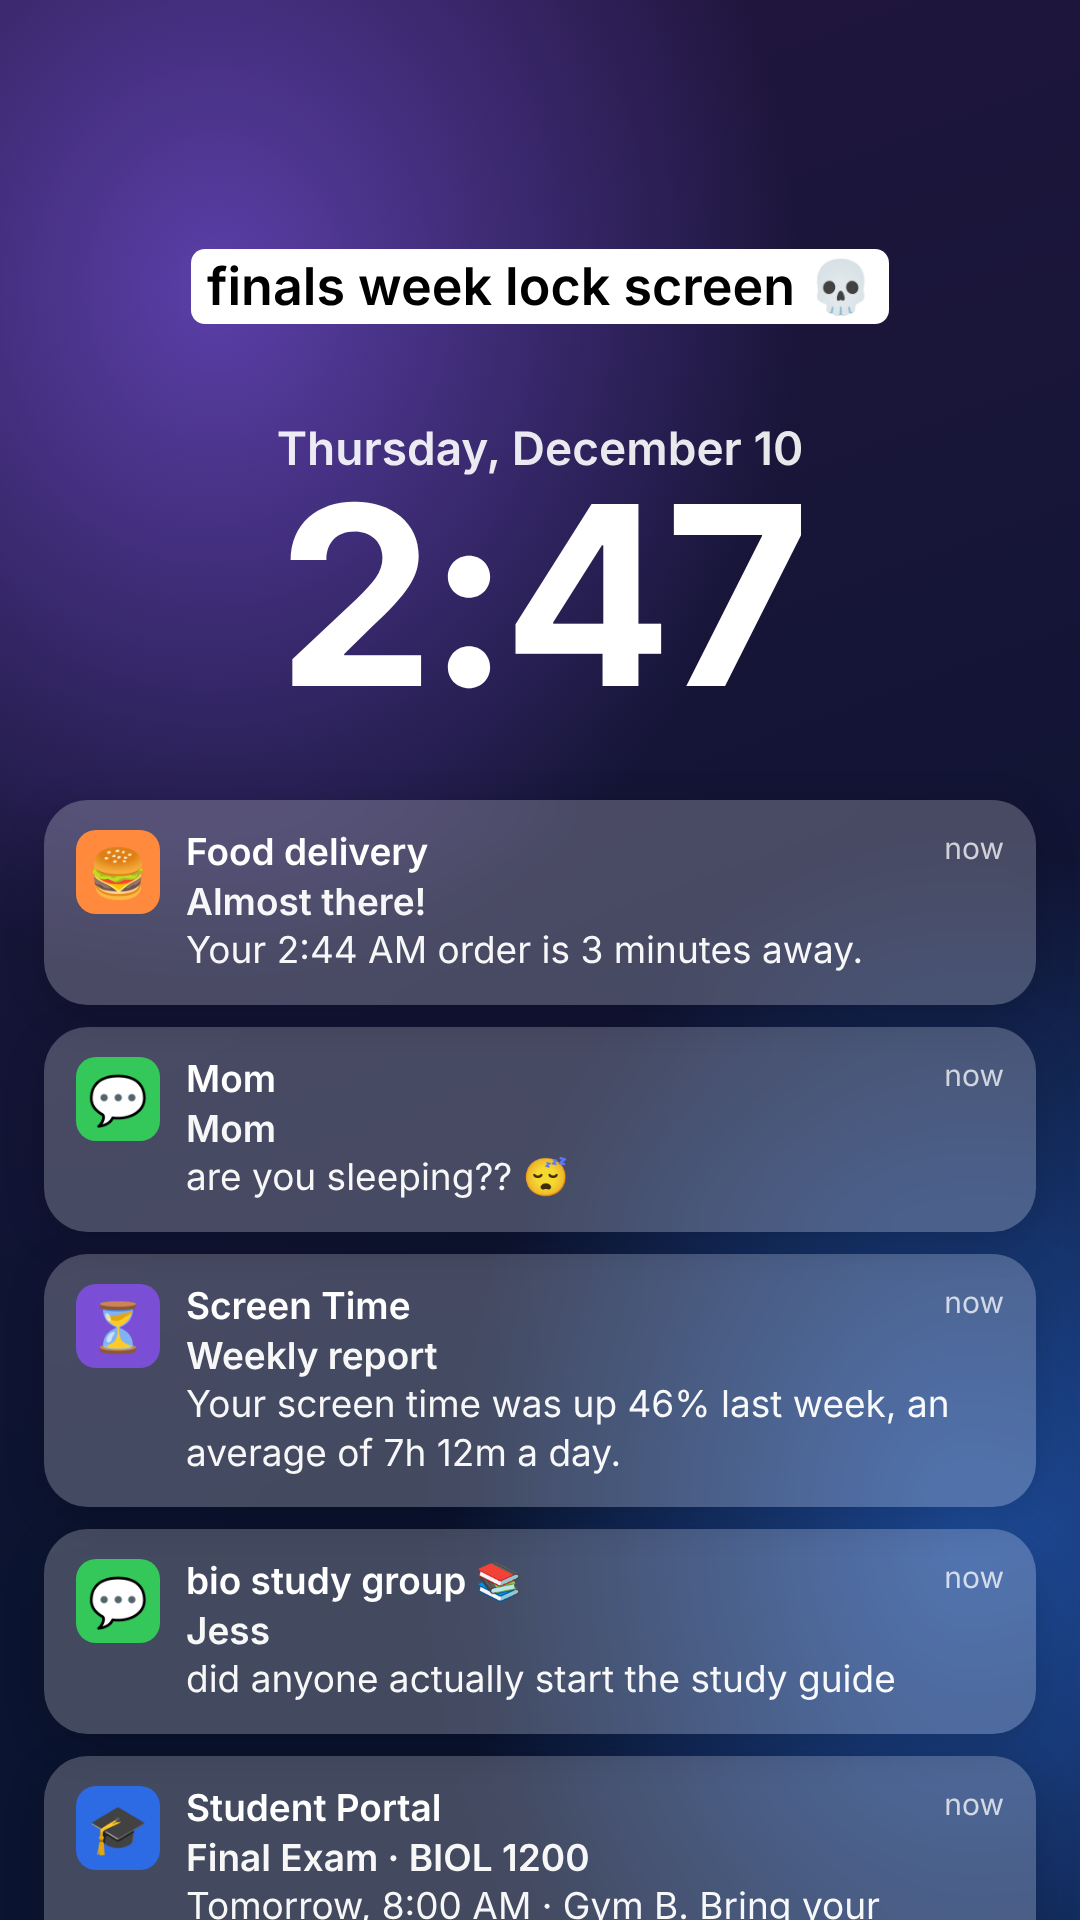 finals week lock screen 💀
Thursday, December 10
2:47
Food delivery
now
Almost there!
Your 2:44 AM order is 3 minutes away.
Mom
now
Mom
are you sleeping?? 😴
Screen Time
now
Weekly report
Your screen time was up 46% last week, an
average of 7h 12m a day.
bio study group 📚
now
Jess
did anyone actually start the study guide
Student Portal
now
Final Exam · BIOL 1200
Tomorrow, 8:00 AM · Gym B. Bring your